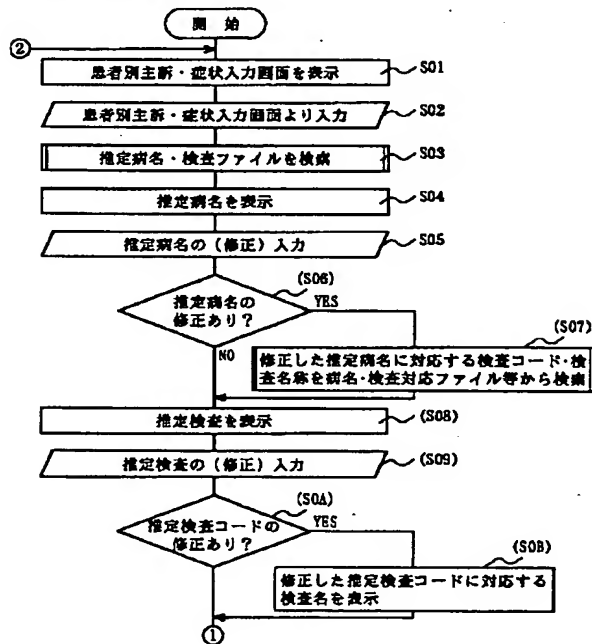 開始
②
患者別主訴・症状入力画面を表示
S01
患者別主訴・症状入力画面より入力
S02
推定病名・検査ファイルを検索
S03
推定病名を表示
S04
推定病名の（修正）入力
S05
(S06)
推定病名の
修正あり？
YES
(S07)
NO
修正した推定病名に対応する検査コード・検
査名称を病名・検査対応ファイル等から検索
推定検査を表示
(S08)
推定検査の（修正）入力
(S09)
(S0A)
推定検査コードの
修正あり？
YES
(S0B)
修正した推定検査コードに対応する
検査名を表示
①